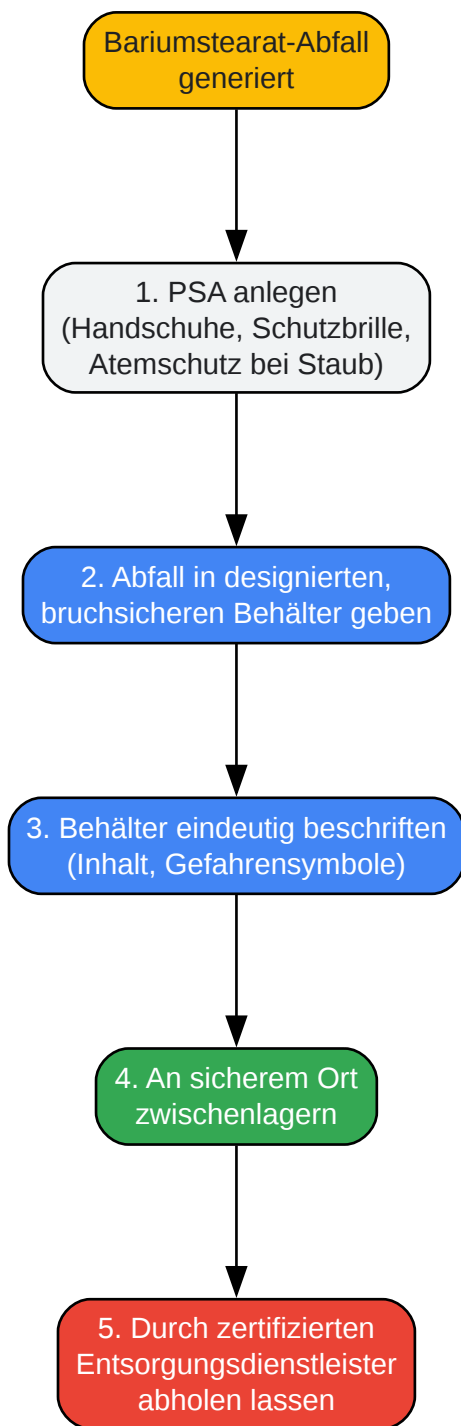 Bariumstearat-Abfall
generiert
1. PSA anlegen
(Handschuhe, Schutzbrille,
Atemschutz bei Staub)
2. Abfall in designierten,
bruchsicheren Behälter geben
3. Behälter eindeutig beschriften
(Inhalt, Gefahrensymbole)
4. An sicherem Ort
zwischenlagern
5. Durch zertifizierten
Entsorgungsdienstleister
abholen lassen